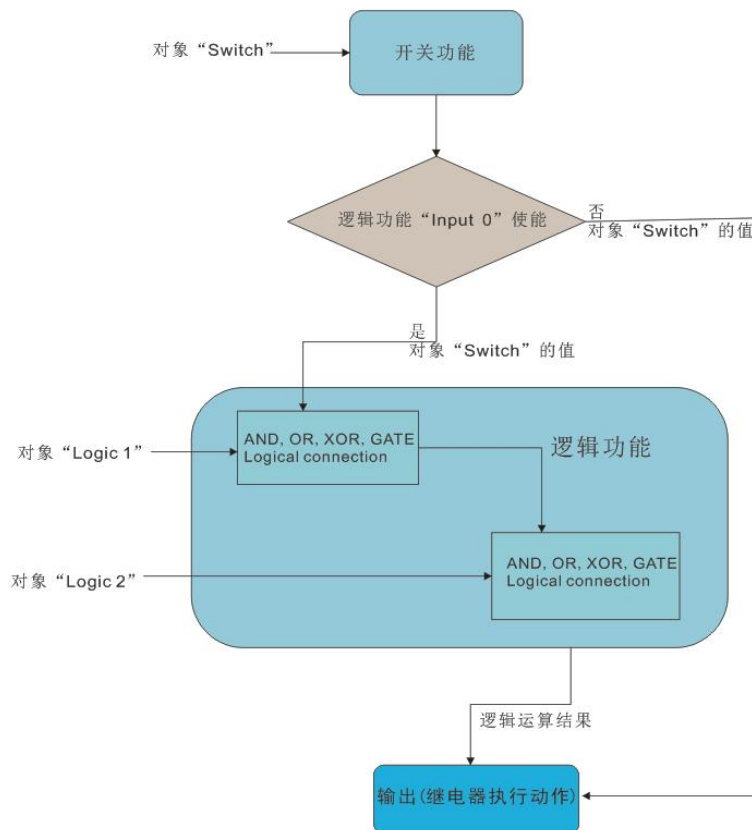 对象“Switch”
开关功能
逻辑功能“Input 0”使能
否
对象“Switch”的值
是
对象“Switch”的值
对象“Logic 1”
AND, OR, XOR, GATE
Logical connection
逻辑功能
对象“Logic 2”
AND, OR, XOR, GATE
Logical connection
逻辑运算结果
输出(继电器执行动作)